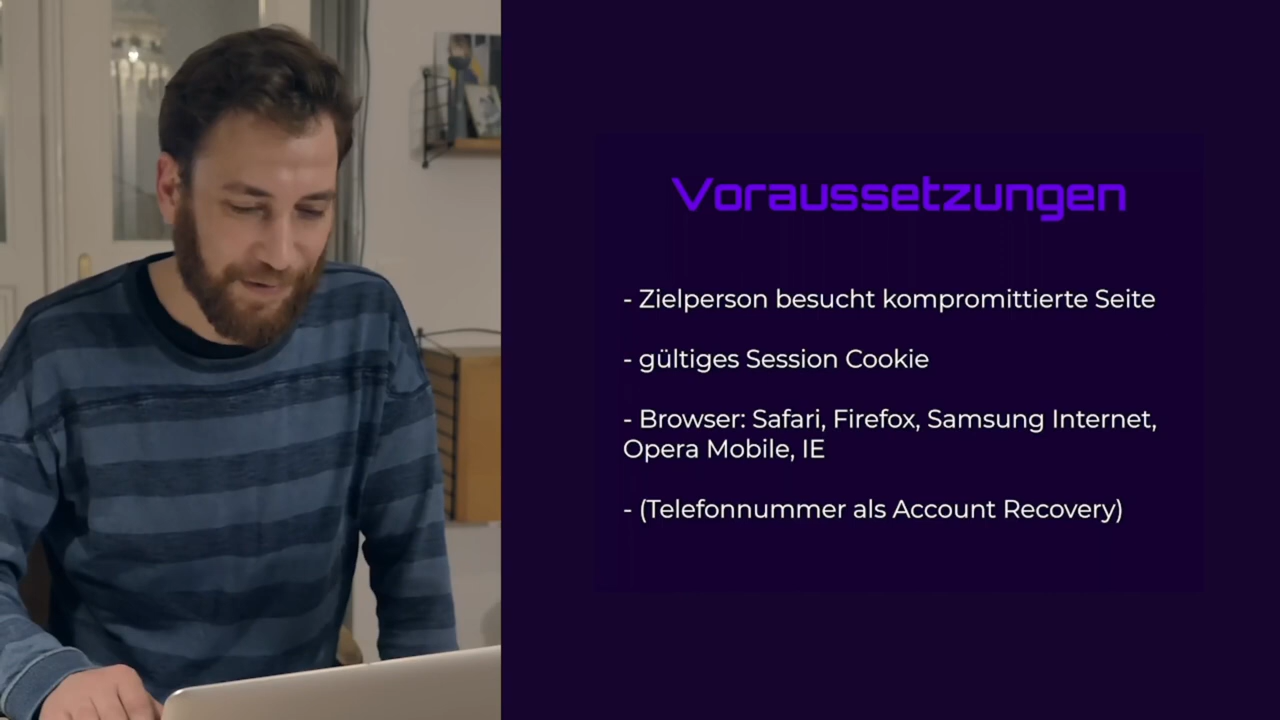 Voraussetzungen
- Zielperson besucht kompromittierte Seite
- gültiges Session Cookie
- Browser: Safari, Firefox, Samsung Internet,
Opera Mobile, IE
- (Telefonnummer als Account Recovery)